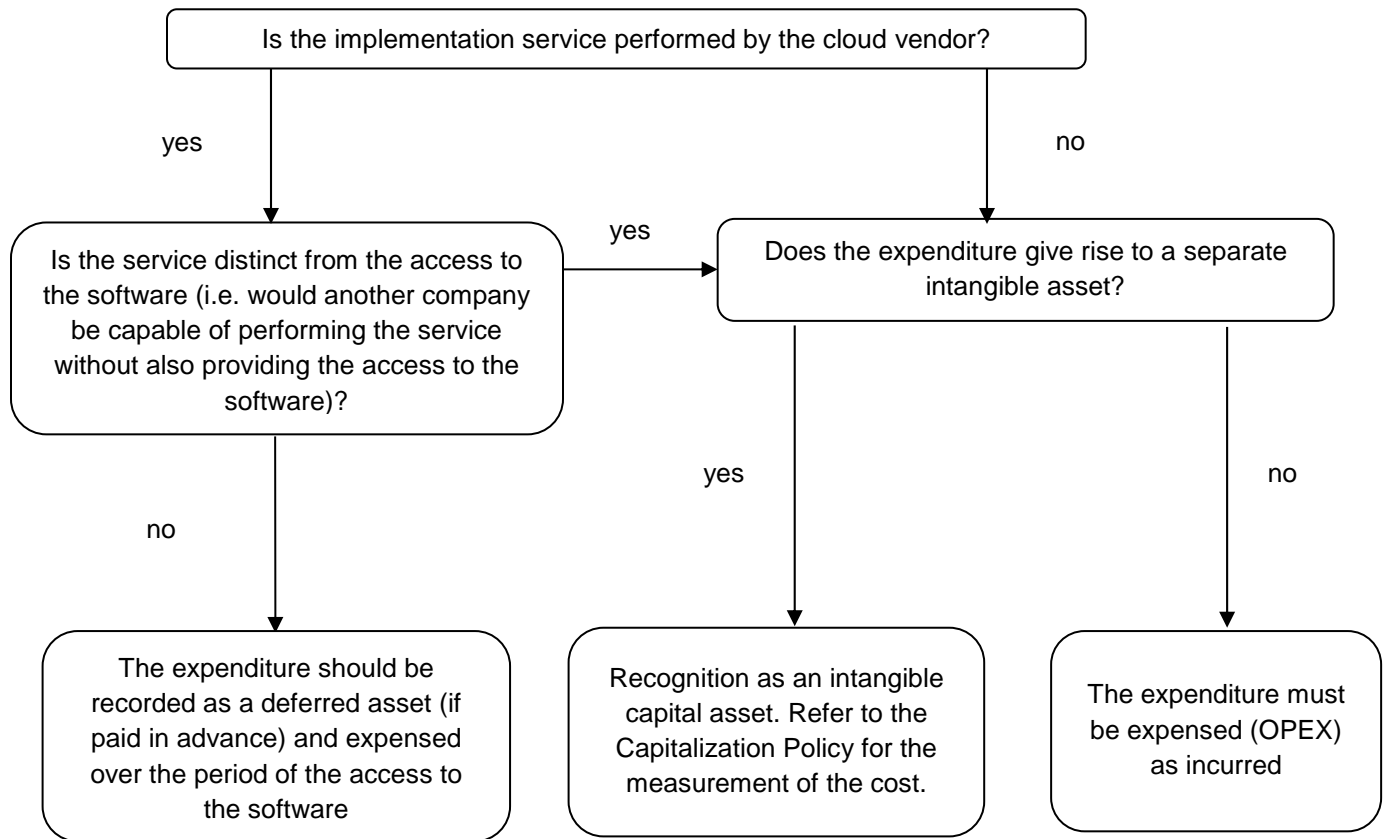 Is the implementation service performed by the cloud vendor?
yes
no
Is the service distinct from the access to
the software (i.e. would another company
be capable of performing the service
without also providing the access to the
software)?
yes
Does the expenditure give rise to a separate
intangible asset?
no
yes
no
The expenditure should be
recorded as a deferred asset (if
paid in advance) and expensed
over the period of the access to
the software
Recognition as an intangible
capital asset. Refer to the
Capitalization Policy for the
measurement of the cost.
The expenditure must
be expensed (OPEX)
as incurred